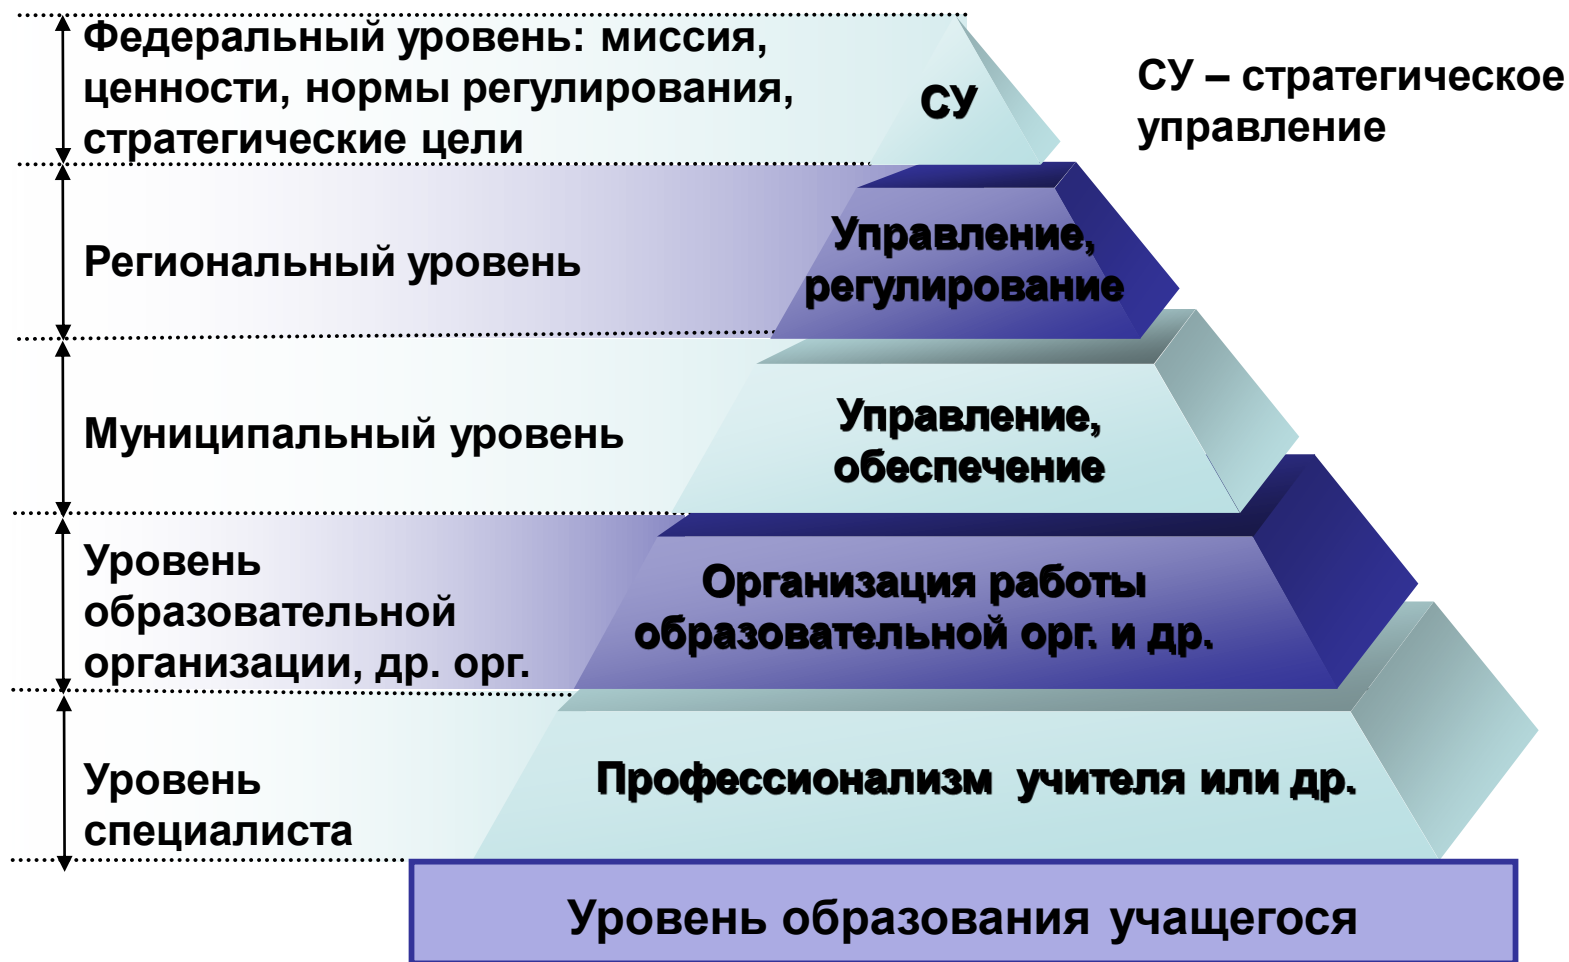 Федеральный уровень: миссия,
ценности, нормы регулирования,
стратегические цели
СУ
СУ – стратегическое
управление
Региональный уровень
Управление,
регулирование
Муниципальный уровень
Управление,
обеспечение
Уровень
образовательной
организации, др. орг.
Организация работы
образовательной орг. и др.
Уровень
специалиста
Профессионализм учителя или др.
Уровень образования учащегося